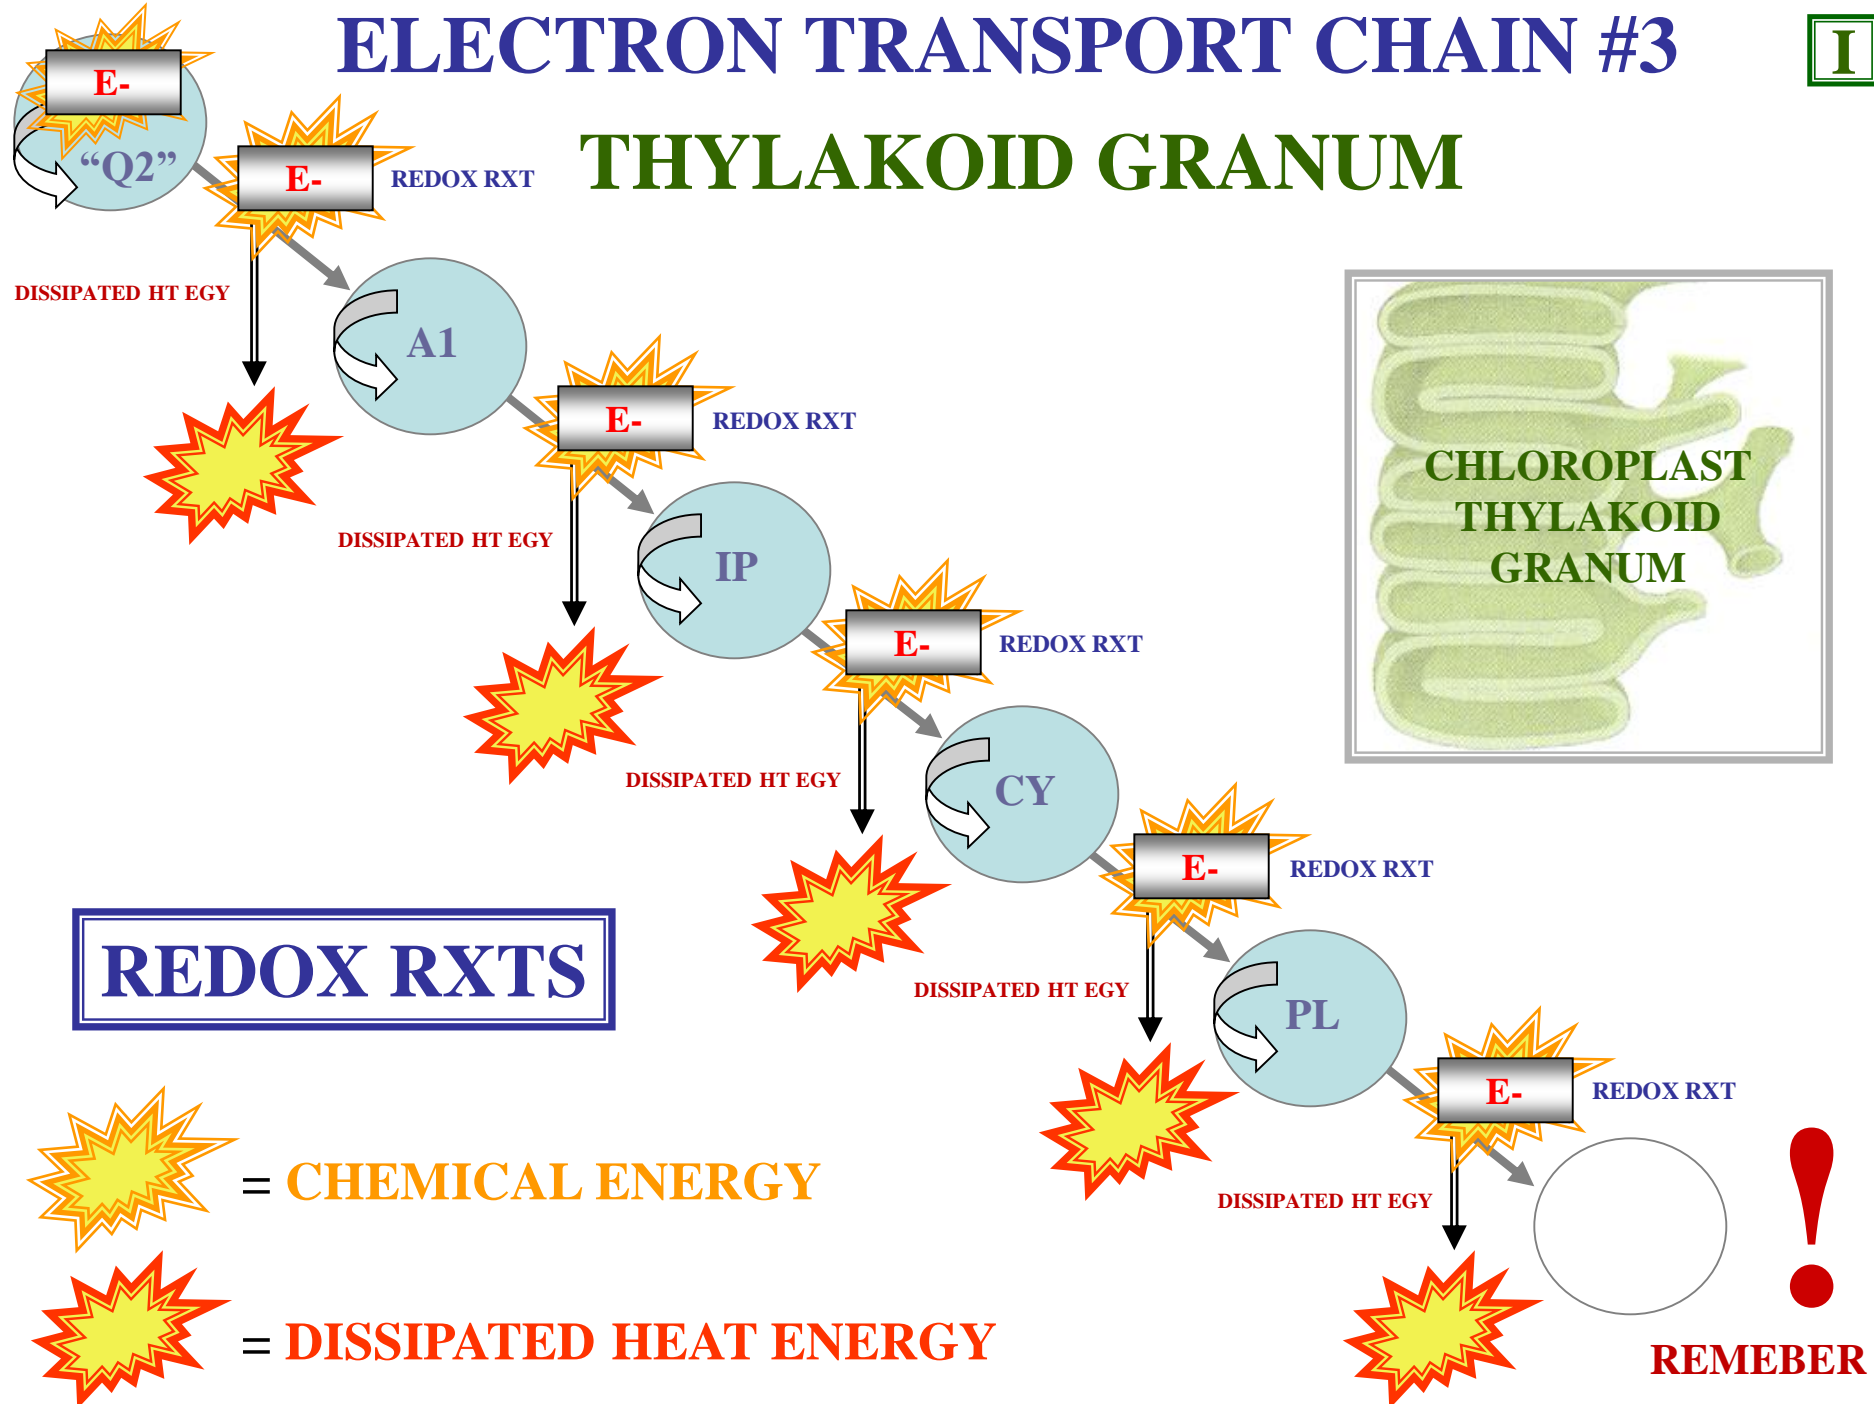 ELECTRON TRANSPORT CHAIN #3
I
THYLAKOID GRANUM
E-
“Q2”
E-
REDOX RXT
DISSIPATED HT EGY
A1
E-
REDOX RXT
DISSIPATED HT EGY
IP
E-
REDOX RXT
DISSIPATED HT EGY
CY
E-
REDOX RXT
DISSIPATED HT EGY
PL
E-
REDOX RXT
DISSIPATED HT EGY
CHLOROPLAST
THYLAKOID
GRANUM
REDOX RXTS
= CHEMICAL ENERGY
= DISSIPATED HEAT ENERGY
!
REMEBER